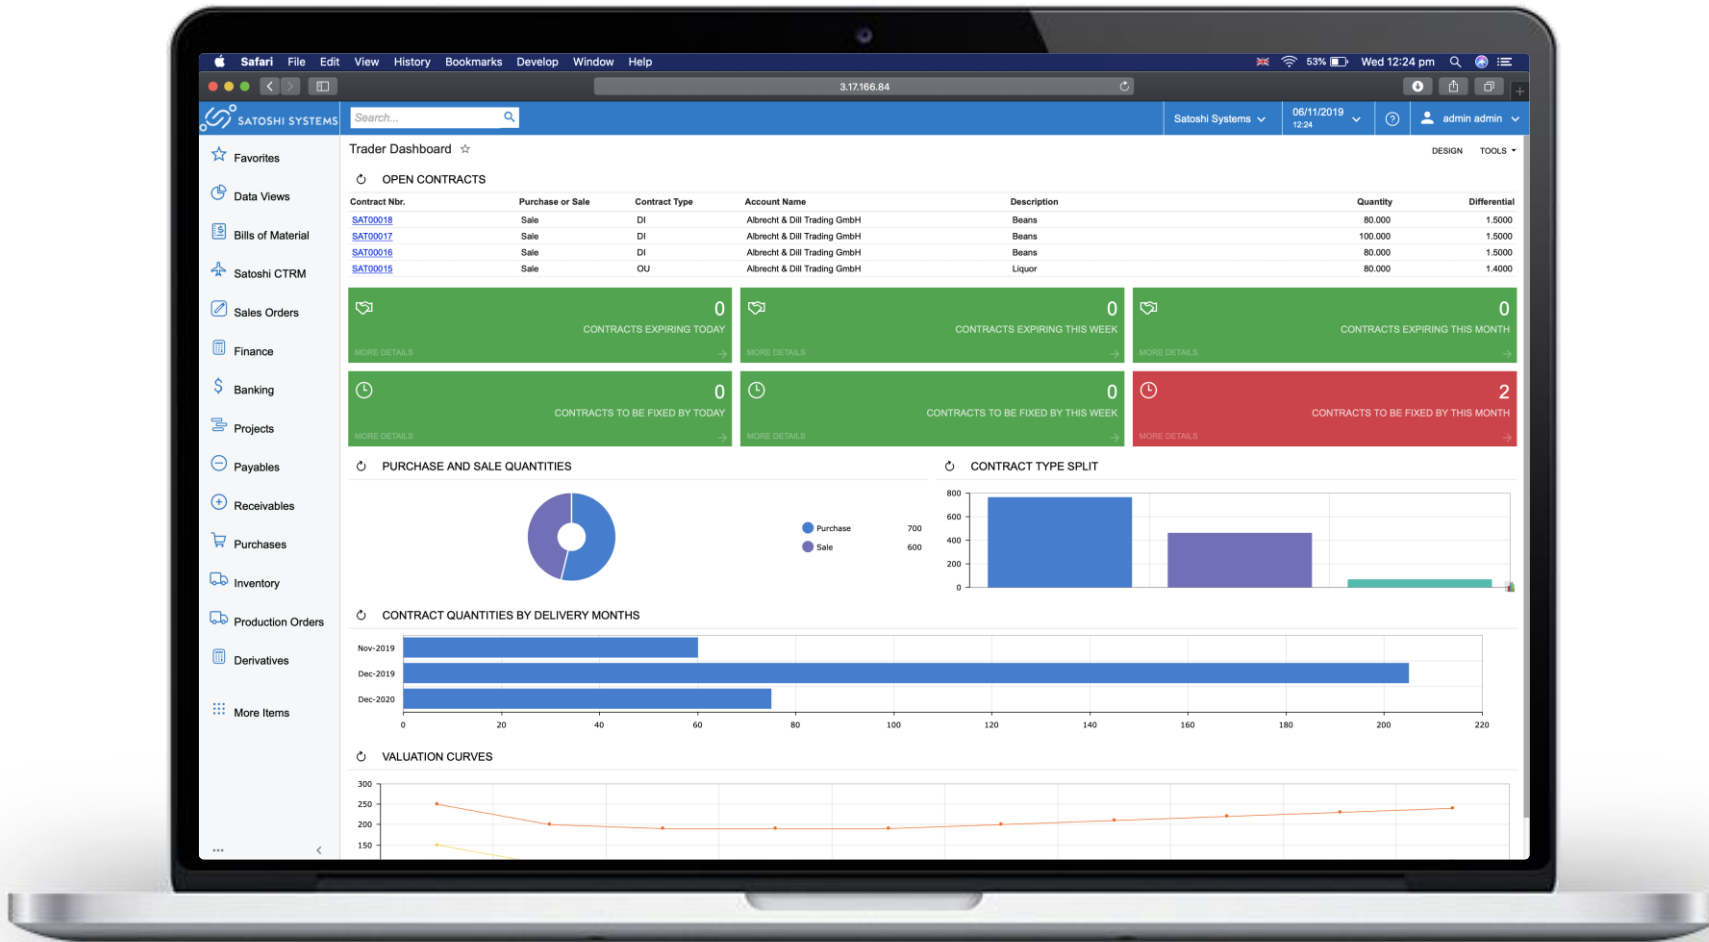 Safari File Edit View History Bookmarks Develop Window Help 53% Wed 12:24 pm
3.17.166.84
SATOSHI SYSTEMS Search... Satoshi Systems 06/11/2019 12:24 admin admin
Favorites
Data Views
Bills of Material
Satoshi CTRM
Sales Orders
Finance
Banking
Projects
Payables
Receivables
Purchases
Inventory
Production Orders
Derivatives
More Items
Trader Dashboard DESIGN TOOLS
OPEN CONTRACTS
Contract Nbr. Purchase or Sale Contract Type Account Name Description Quantity Differential
SAT00018 Sale DI Albrecht & Dill Trading GmbH Beans 80.000 1.5000
SAT00017 Sale DI Albrecht & Dill Trading GmbH Beans 100.000 1.5000
SAT00016 Sale DI Albrecht & Dill Trading GmbH Beans 80.000 1.5000
SAT00015 Sale OU Albrecht & Dill Trading GmbH Liquor 80.000 1.4000
0 0 0
CONTRACTS EXPIRING TODAY CONTRACTS EXPIRING THIS WEEK CONTRACTS EXPIRING THIS MONTH
MORE DETAILS MORE DETAILS MORE DETAILS
0 0 2
CONTRACTS TO BE FIXED BY TODAY CONTRACTS TO BE FIXED BY THIS WEEK CONTRACTS TO BE FIXED BY THIS MONTH
MORE DETAILS MORE DETAILS MORE DETAILS
PURCHASE AND SALE QUANTITIES
Purchase 700
Sale 600
CONTRACT TYPE SPLIT
800
600
400
200
0
CONTRACT QUANTITIES BY DELIVERY MONTHS
Nov-2019
Dec-2019
Dec-2020
0 20 40 60 80 100 120 140 160 180 200 220
VALUATION CURVES
300
250
200
150